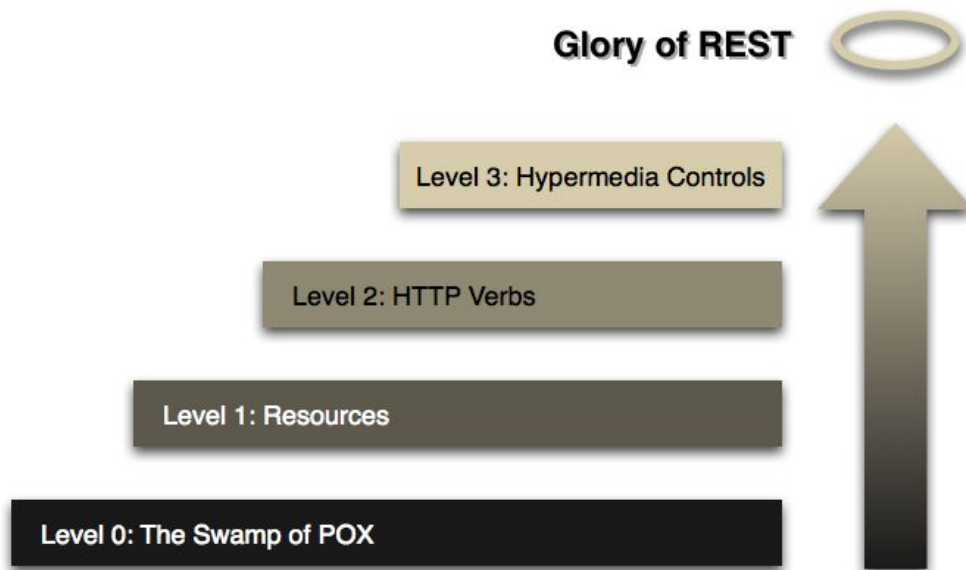 Glory of REST
Level 3: Hypermedia Controls
Level 2: HTTP Verbs
Level 1: Resources
Level 0: The Swamp of POX